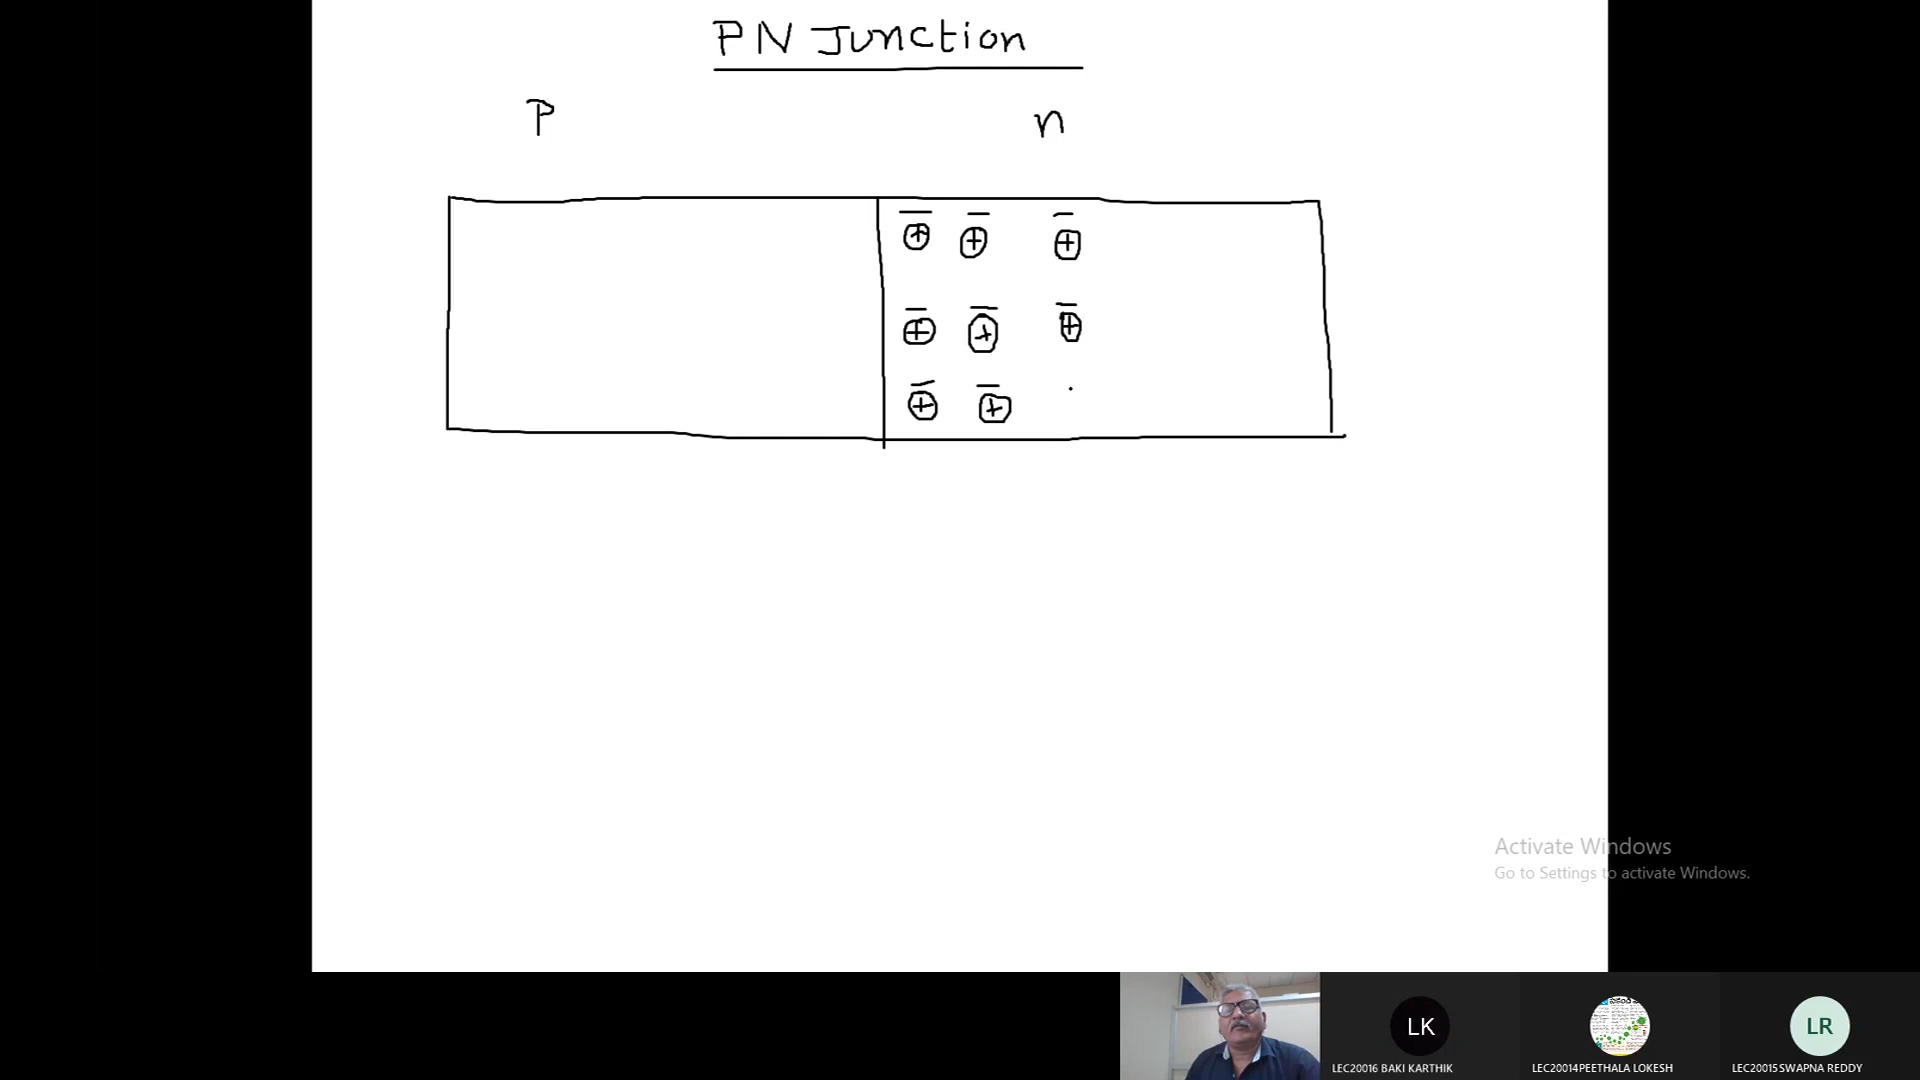 PN Junction
P n
Activate Windows
Go to Settings to activate Windows.
LK
LR
LEC20016 BAKI KARTHIK
LEC20014PEETHALA LOKESH
LEC20015SWAPNA REDDY